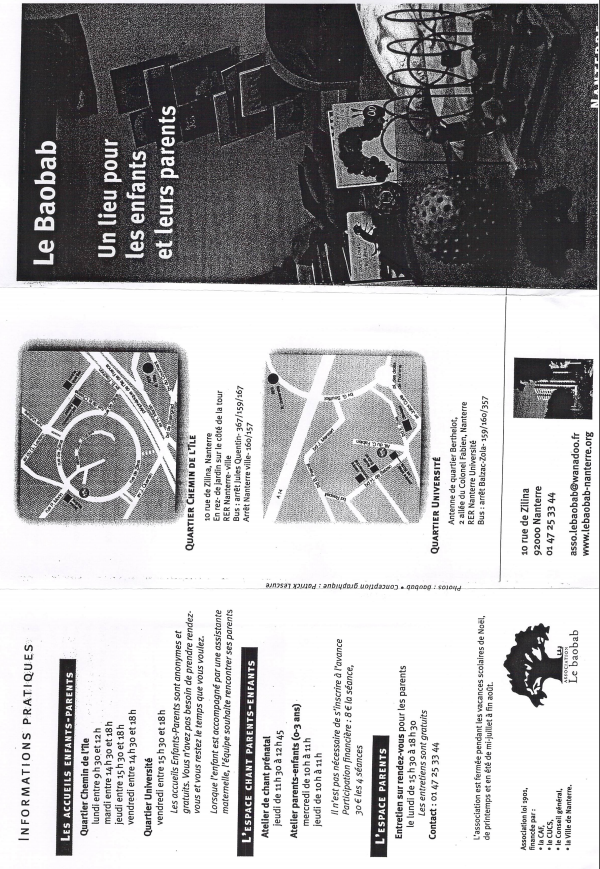 INFORMATIONS PRATIQUES
LES ACCUEILS ENFANTS-PARENTS
Quartier Chemin de l'Île
lundi entre 9 h 30 et 12 h
mardi entre 14 h 30 et 18 h
jeudi entre 15 h 30 et 18 h
vendredi entre 14 h 30 et 18 h
Quartier Université
vendredi entre 15 h 30 et 18 h
Les accueils Enfants-Parents sont anonymes et
gratuits. Vous n'avez pas besoin de prendre rendez-
vous et vous restez le temps que vous voulez.
Lorsque l'enfant est accompagné par une assistante
maternelle, l'équipe souhaite rencontrer ses parents
L'ESPACE CHANT PARENTS-ENFANTS
Atelier de chant prénatal
jeudi de 11 h 30 à 12 h 45
Atelier parents-enfants (0-3 ans)
mercredi de 10 h à 11 h
jeudi de 10 h à 11 h
Il n'est pas nécessaire de s'inscrire à l'avance
Participation financière : 8 € la séance,
30 € les 4 séances
L'ESPACE PARENTS
Entretien sur rendez-vous pour les parents
le lundi de 15 h 30 à 18 h 30
Les entretiens sont gratuits
Contact : 01 47 25 33 44
L'association est fermée pendant les vacances scolaires de Noël,
de printemps et en été de mi-juillet à fin août.
Association loi 1901,
financée par :
• la CAF,
• le CUCS,
• le Conseil général,
• la Ville de Nanterre.
ASSOCIATION
Le baobab
Photos : Baobab • Conception graphique : Patrick Lescure
QUARTIER CHEMIN DE L'ÎLE
10 rue de Zilina, Nanterre
En rez-de jardin sur le côté de la tour
RER Nanterre-ville
Bus : arrêt Jules Quentin- 367/159/167
Arrêt Nanterre ville- 160/157
QUARTIER UNIVERSITÉ
Antenne de quartier Berthelot,
2 allée du Colonel Fabien, Nanterre
RER Nanterre Université
Bus : arrêt Balzac-Zola- 159/160/357
A 14
10 rue de Zilina
92000 Nanterre
01 47 25 33 44
asso.lebaobab@wanadoo.fr
www.lebaobab-nanterre.org
Le Baobab
Un lieu pour
les enfants
et leurs parents
NANTERRE